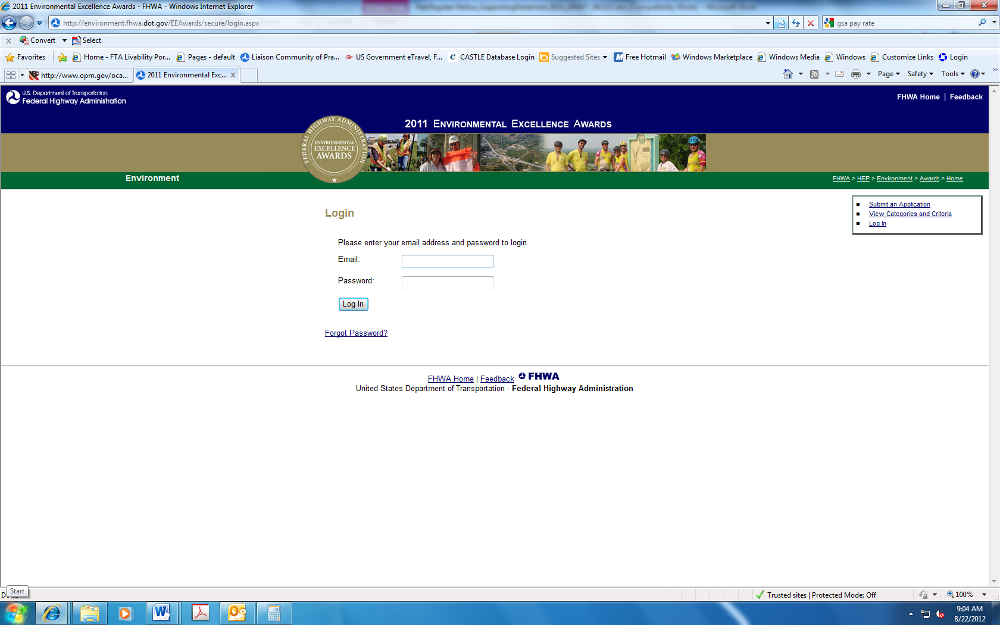 2011 Environmental Excellence Awards - FHWA - Windows Internet Explorer
http://environment.fhwa.dot.gov/EEAwards/secure/login.aspx
gsa pay rate
x Convert Select
Favorites Home - FTA Livability Por... Pages - default Liaison Community of Pra... US Government eTravel, F... CASTLE Database Login Suggested Sites Free Hotmail Windows Marketplace Windows Media Windows Customize Links Login
http://www.opm.gov/oca... 2011 Environmental Exc... x Page Safety Tools
U.S. Department of Transportation
Federal Highway Administration
FHWA Home | Feedback
2011 ENVIRONMENTAL EXCELLENCE AWARDS
FEDERAL HIGHWAY ADMINISTRATION
ENVIRONMENTAL
EXCELLENCE
AWARDS
Environment
FHWA > HEP > Environment > Awards > Home
Submit an Application
View Categories and Criteria
Log In
Login
Please enter your email address and password to login.
Email:
Password:
Log In
Forgot Password?
FHWA Home | Feedback FHWA
United States Department of Transportation - Federal Highway Administration
Start
Trusted sites | Protected Mode: Off
100%
9:04 AM
8/22/2012